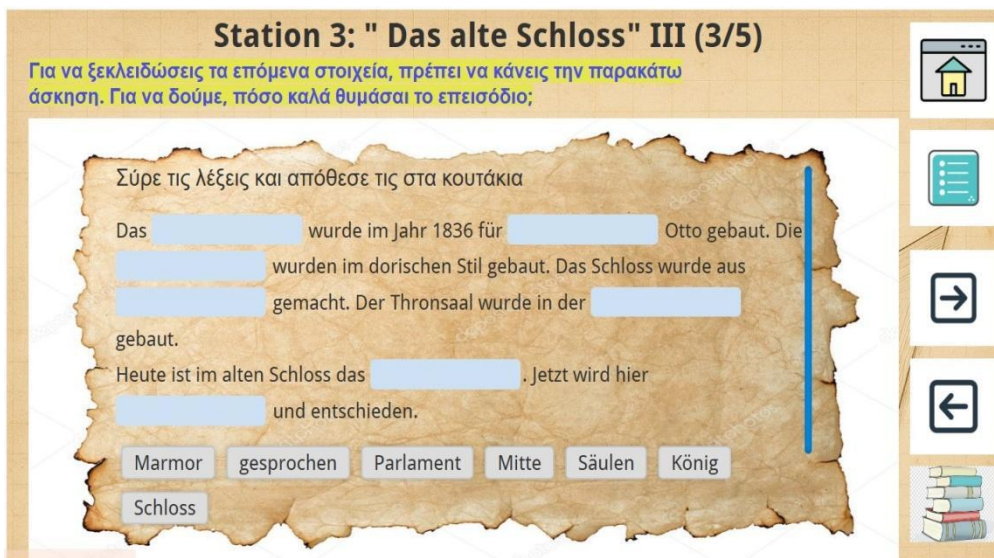 Station 3: " Das alte Schloss" III (3/5)
Για να ξεκλειδώσεις τα επόμενα στοιχεία, πρέπει να κάνεις την παρακάτω
άσκηση. Για να δούμε, πόσο καλά θυμάσαι το επεισόδιο;
Σύρε τις λέξεις και απόθεσε τις στα κουτάκια
Das wurde im Jahr 1836 für Otto gebaut. Die
wurden im dorischen Stil gebaut. Das Schloss wurde aus
gemacht. Der Thronsaal wurde in der
gebaut.
Heute ist im alten Schloss das . Jetzt wird hier
und entschieden.
Marmor gesprochen Parlament Mitte Säulen König
Schloss